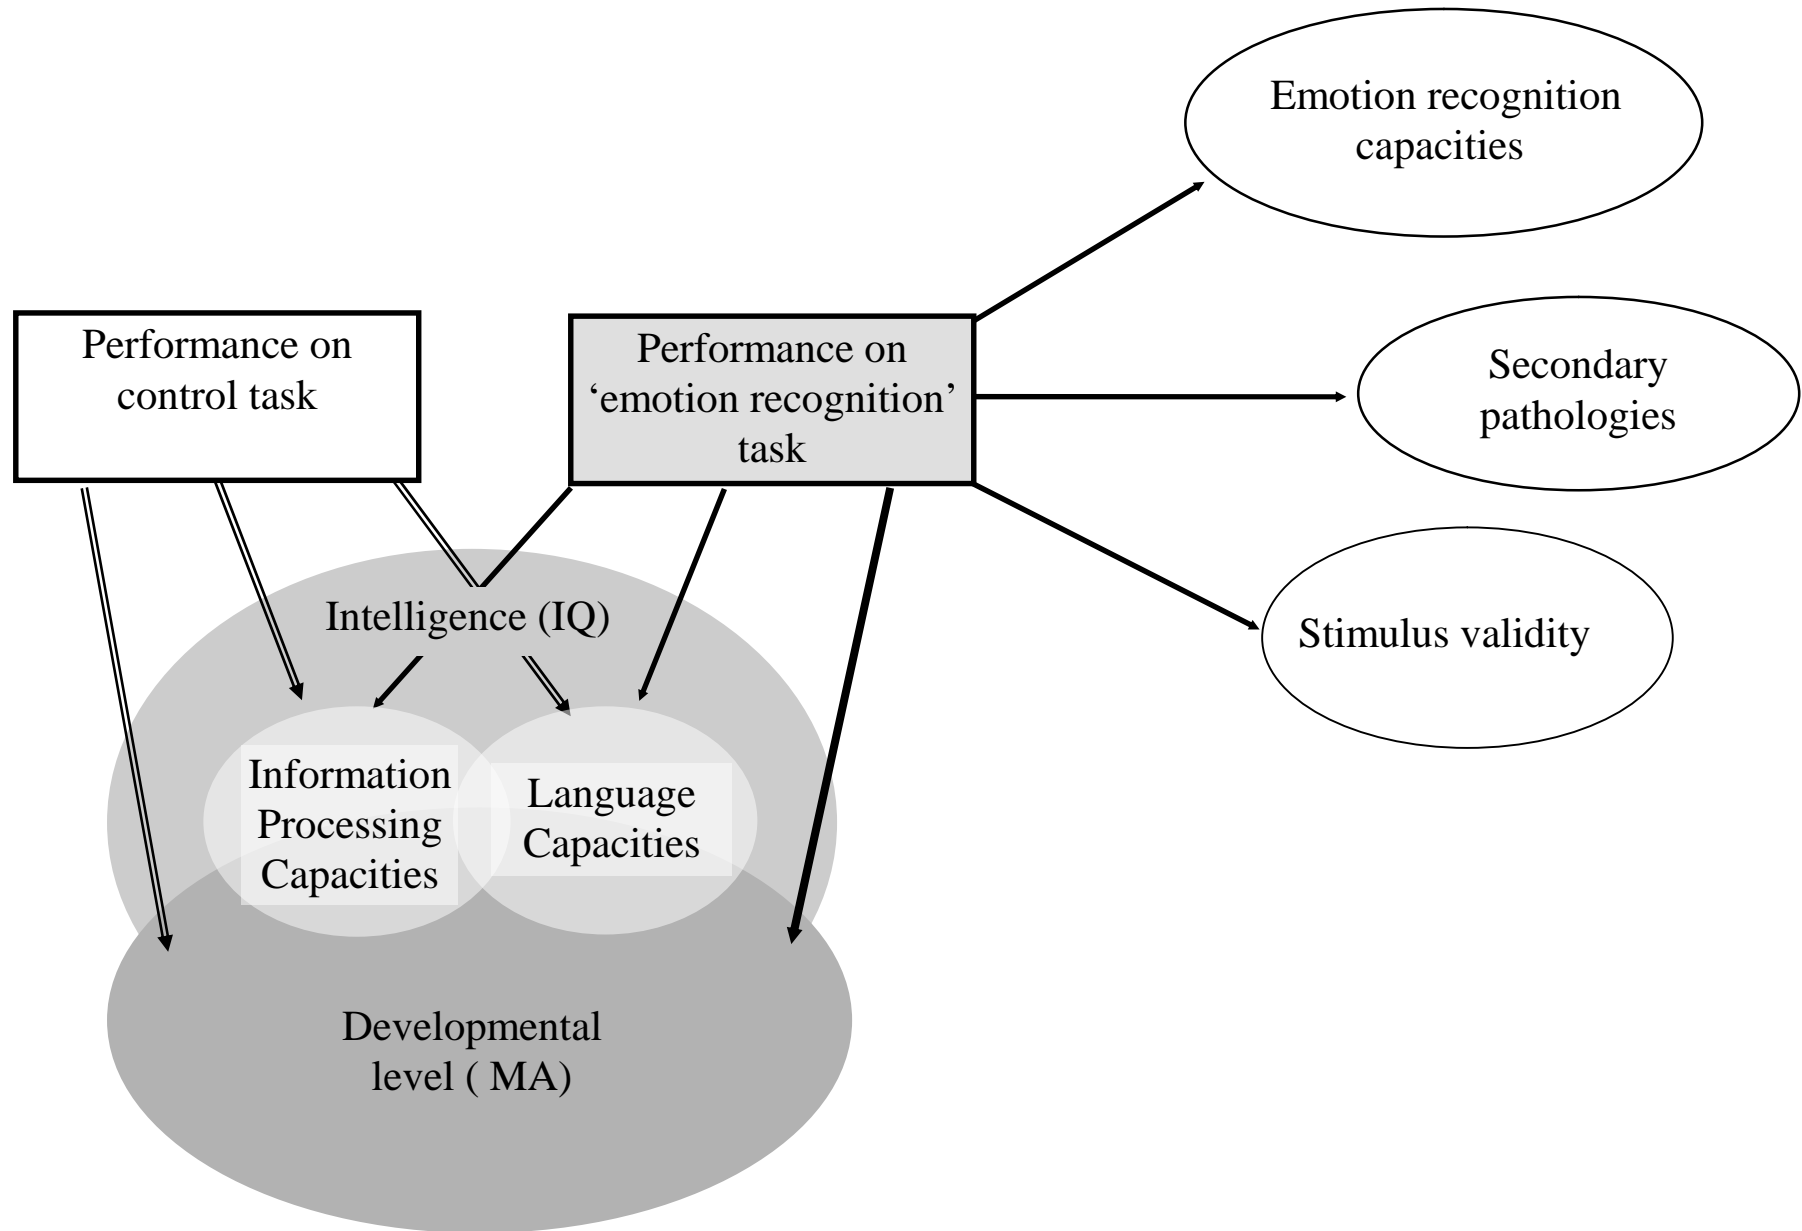 Emotion recognition
capacities
Performance on
control task
Performance on
‘emotion recognition’
task
Secondary
pathologies
Intelligence (IQ)
Stimulus validity
Information
Processing
Capacities
Language
Capacities
Developmental
level ( MA)